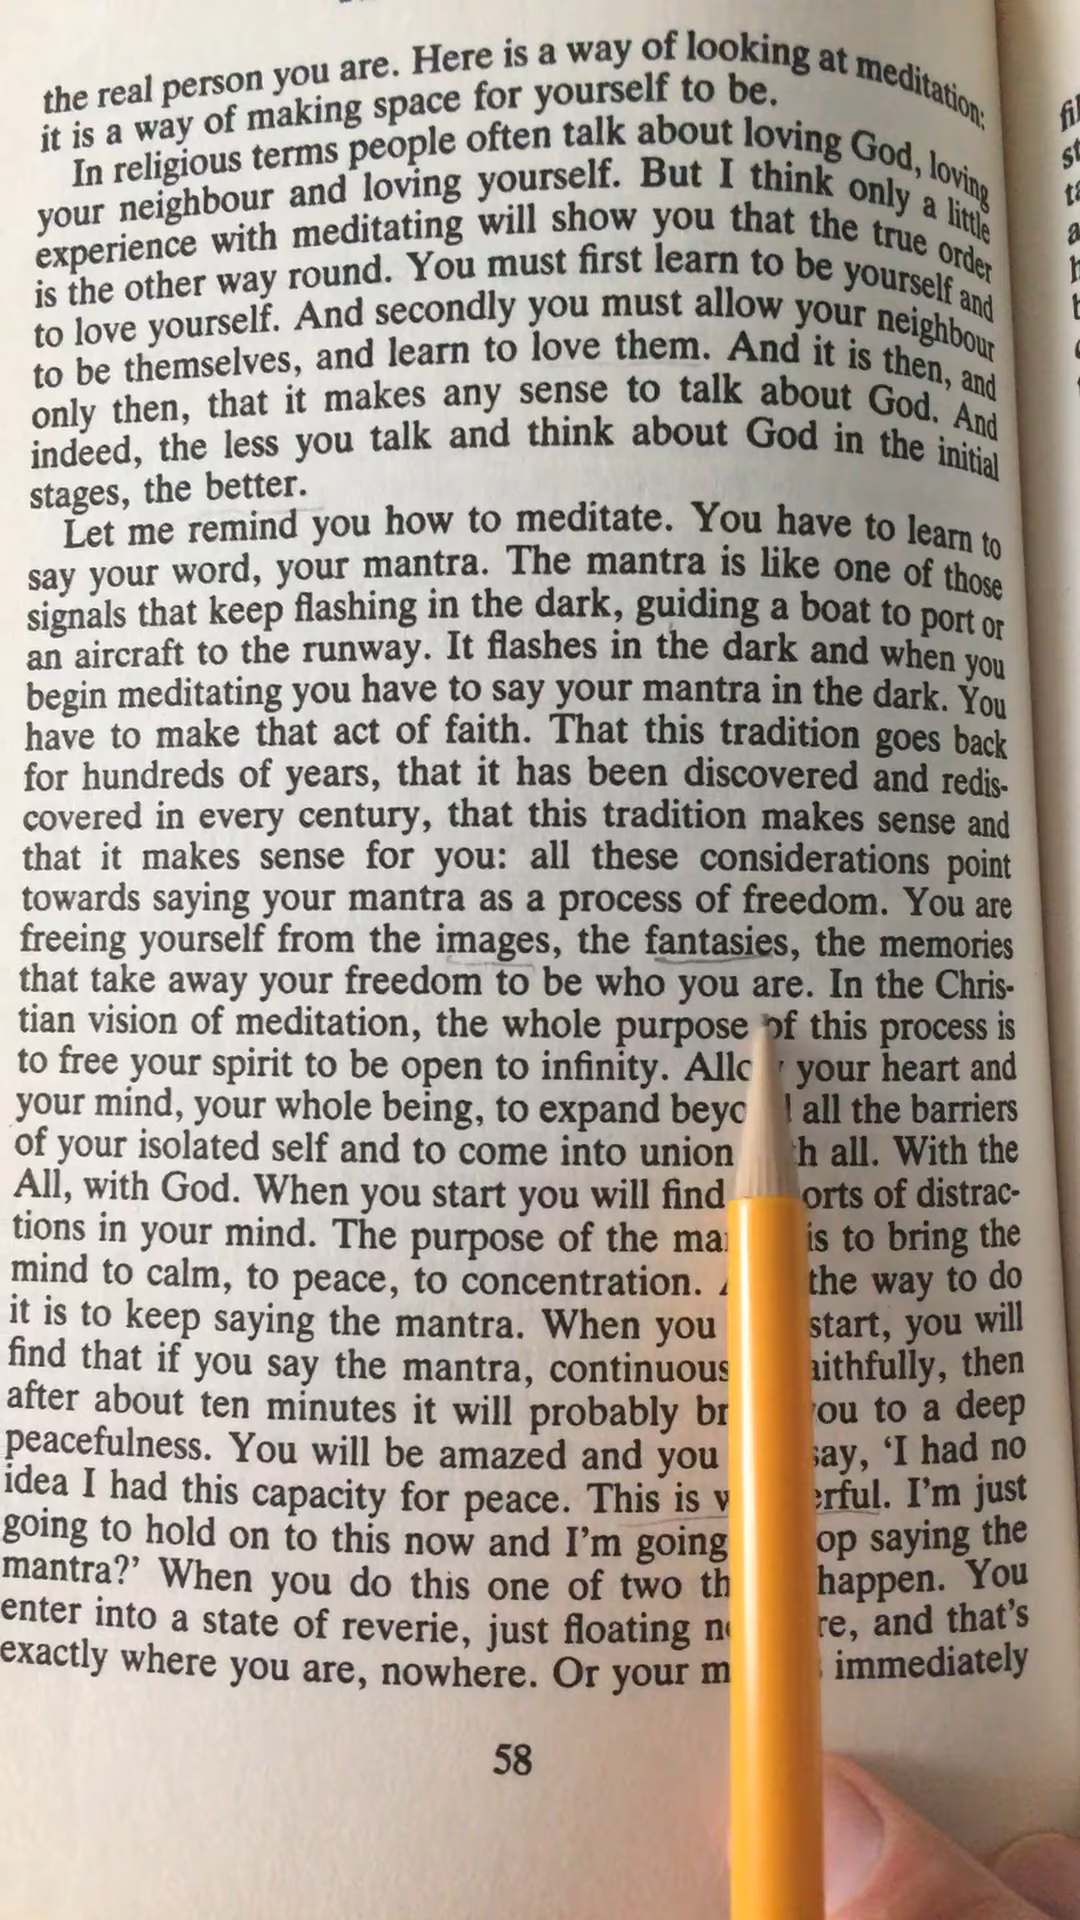 the real person you are. Here is a way of looking at meditation:
it is a way of making space for yourself to be.
In religious terms people often talk about loving God, loving
your neighbour and loving yourself. But I think only a little
experience with meditating will show you that the true order
is the other way round. You must first learn to be yourself and
to love yourself. And secondly you must allow your neighbour
to be themselves, and learn to love them. And it is then, and
only then, that it makes any sense to talk about God. And
indeed, the less you talk and think about God in the initial
stages, the better.
Let me remind you how to meditate. You have to learn to
say your word, your mantra. The mantra is like one of those
signals that keep flashing in the dark, guiding a boat to port or
an aircraft to the runway. It flashes in the dark and when you
begin meditating you have to say your mantra in the dark. You
have to make that act of faith. That this tradition goes back
for hundreds of years, that it has been discovered and redis-
covered in every century, that this tradition makes sense and
that it makes sense for you: all these considerations point
towards saying your mantra as a process of freedom. You are
freeing yourself from the images, the fantasies, the memories
that take away your freedom to be who you are. In the Chris-
tian vision of meditation, the whole purpose of this process is
to free your spirit to be open to infinity. Allow your heart and
your mind, your whole being, to expand beyond all the barriers
of your isolated self and to come into union all. With the
All, with God. When you start you will find of distrac-
tions in your mind. The purpose of the is to bring the
mind to calm, to peace, to concentration. the way to do
it is to keep saying the mantra. When you start, you will
find that if you say the mantra, then
after about ten minutes it will probably to a deep
peacefulness. You will be amazed and you say, ‘I had no
idea I had this capacity for peace. This is I'm just
going to hold on to this now and I'm going saying the
mantra?’ When you do this one of two happen. You
enter into a state of reverie, just floating and that's
exactly where you are, nowhere. Or your immediately
58